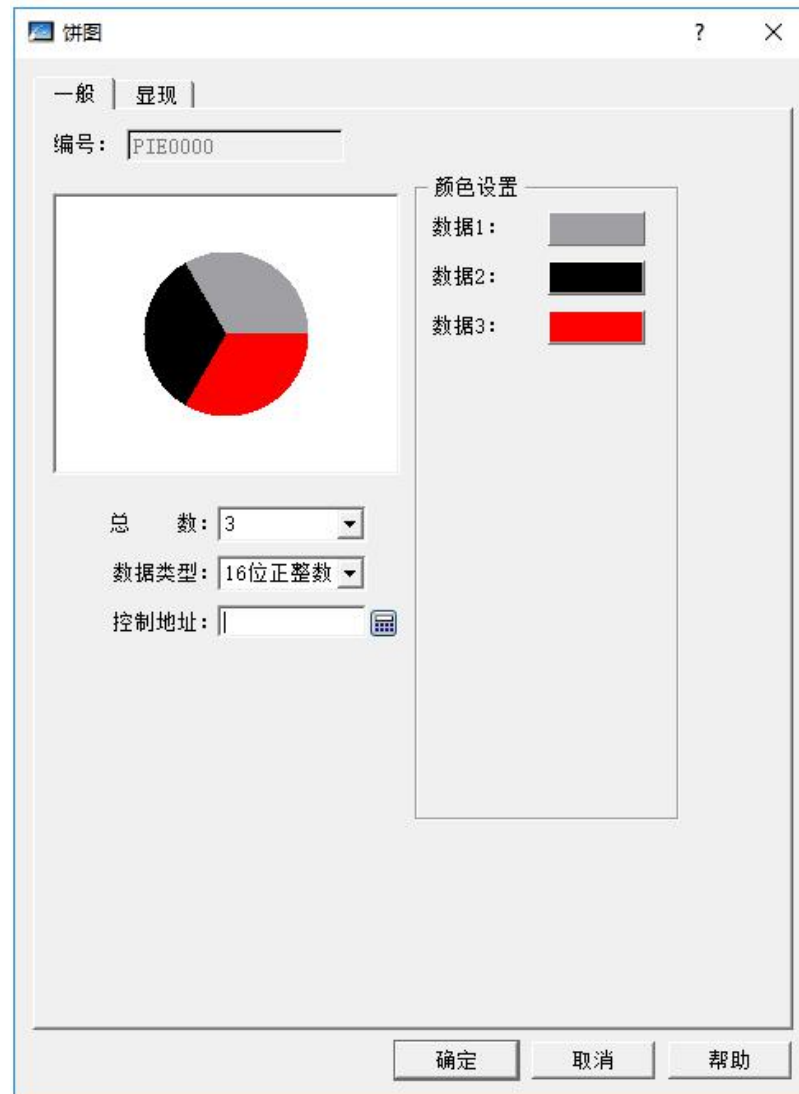 饼图
一般 显现
编号: PIE0000
颜色设置
数据1:
数据2:
数据3:
总 数: 3
数据类型: 16位正整数
控制地址:
确定 取消 帮助